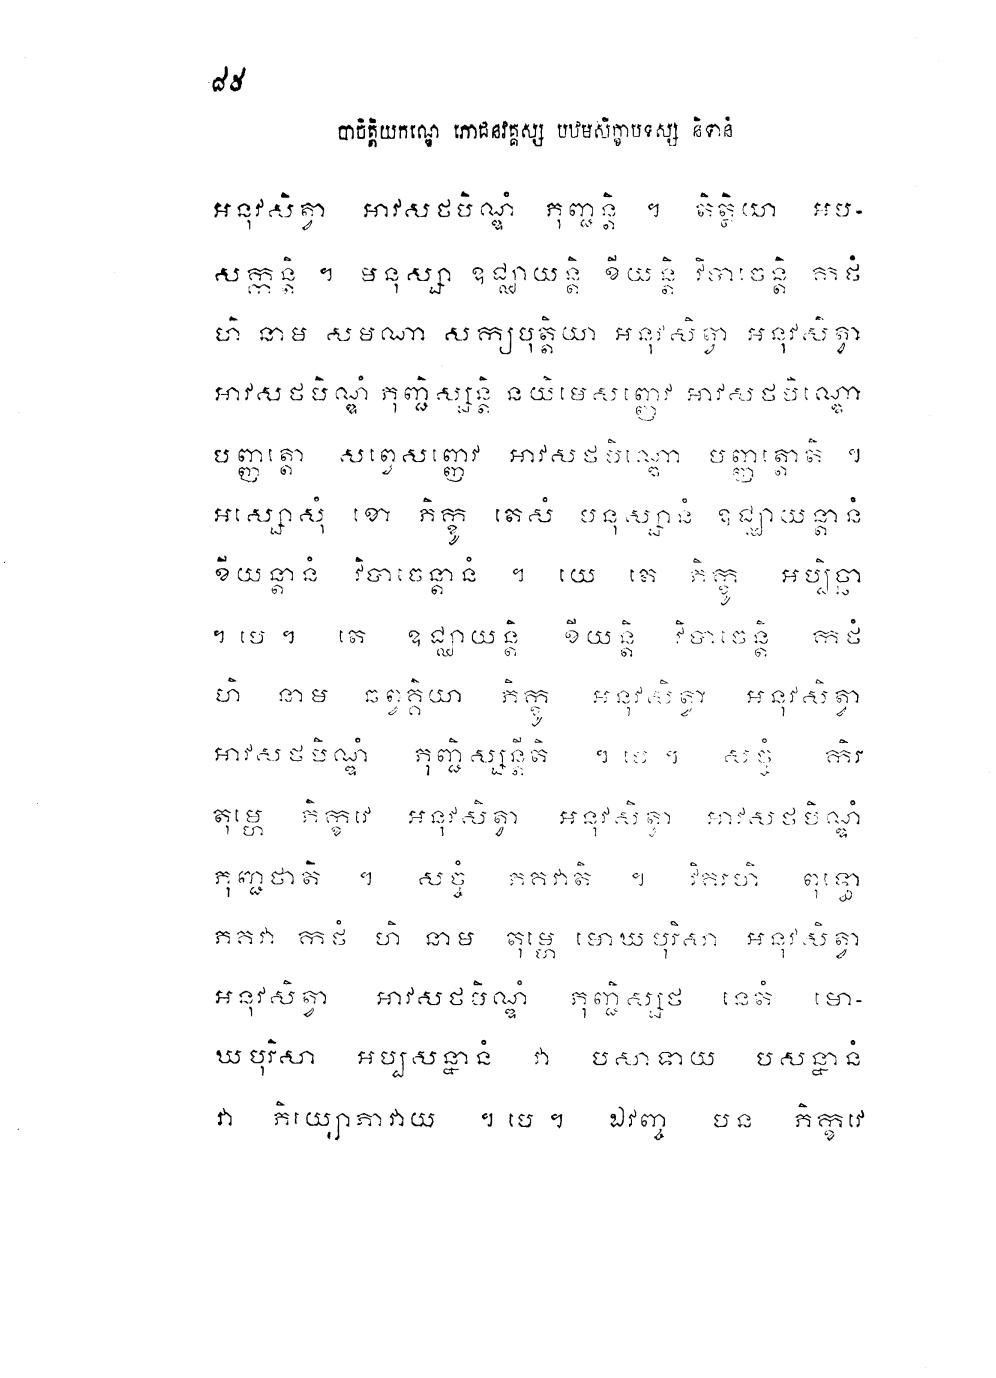 ៨៥
បាចិត្តិយកណ្ឌេ ភោជនវគ្គស្ស បឋមសិក្ខាបទស្ស និទានំ
អនុវសិត្វា អាវសថបិណ្ឌំ ភុញ្ជន្តិ ។ តិត្ថិយា អប-
សក្កន្តិ ។ មនុស្សា ឧជ្ឈាយន្តិ ខីយន្តិ វិបាចេន្តិ កថំ
ហិ នាម សមណា សក្យបុត្តិយា អនុវសិត្វា អនុវសិត្វា
អាវសថបិណ្ឌំ ភុញ្ជិស្សន្តិ នយិមេសញ្ញេវ អាវសថបិណ្ឌោ
បញ្ញត្តោ សព្វេសញ្ញេវ អាវសថបិណ្ឌោ បញ្ញត្តោតិ ។
អស្សោសុំ ខោ ភិក្ខូ តេសំ មនុស្សានំ ឧជ្ឈាយន្តានំ
ខីយន្តានំ វិបាចេន្តានំ ។ យេ តេ ភិក្ខូ អប្បិច្ឆា
។ បេ ។ តេ ឧជ្ឈាយន្តិ ខីយន្តិ វិបាចេន្តិ កថំ
ហិ នាម ឆព្វគ្គិយា ភិក្ខូ អនុវសិត្វា អនុវសិត្វា
អាវសថបិណ្ឌំ ភុញ្ជិស្សន្តីតិ ។ បេ ។ សច្ចំ កិរ
តុម្ហេ ភិក្ខវេ អនុវសិត្វា អនុវសិត្វា អាវសថបិណ្ឌំ
ភុញ្ជថាតិ ។ សច្ចំ ភគវាតិ ។ វិគរហិ ពុទ្ធោ
ភគវា កថំ ហិ នាម តុម្ហេ មោឃបុរិសា អនុវសិត្វា
អនុវសិត្វា អាវសថបិណ្ឌំ ភុញ្ជិស្សថ នេតំ មោ-
ឃបុរិសា អប្បសន្នានំ វា បសាទាយ បសន្នានំ
វា ភិយ្យោភាវាយ ។ បេ ។ ឯវញ្ច បន ភិក្ខវេ